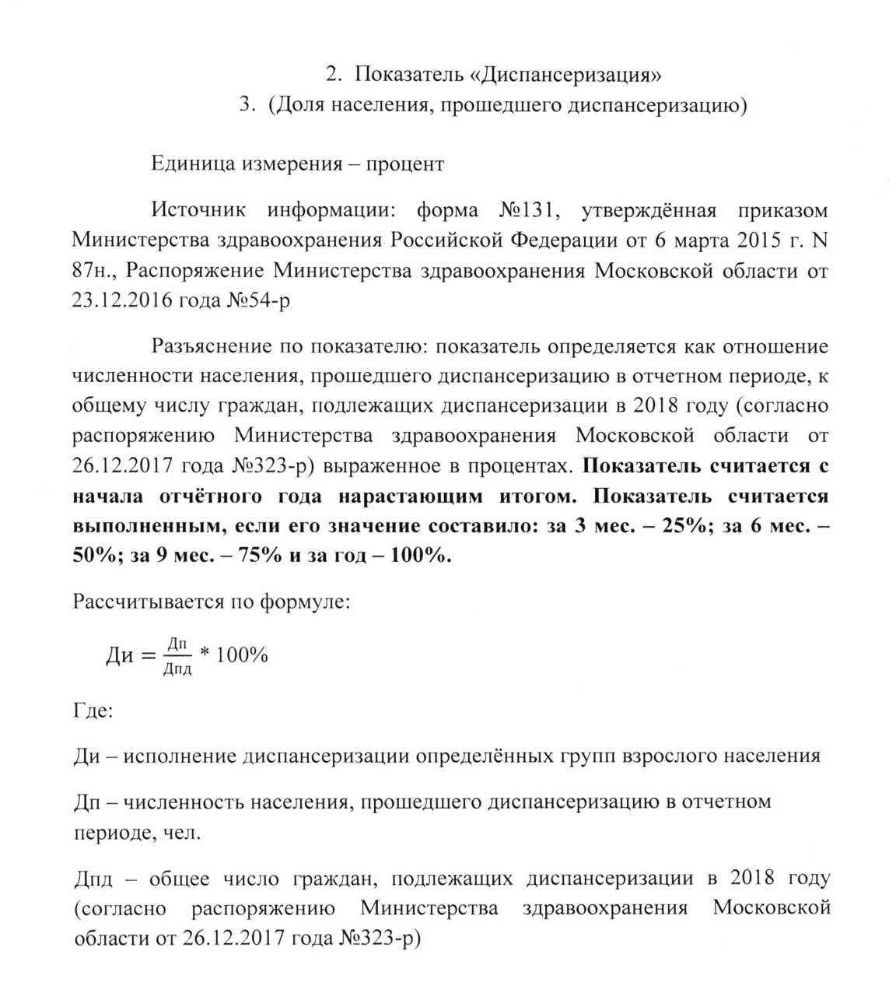 2. Показатель «Диспансеризация»
3. (Доля населения, прошедшего диспансеризацию)
Единица измерения – процент
Источник информации: форма №131, утверждённая приказом
Министерства здравоохранения Российской Федерации от 6 марта 2015 г. N
87н., Распоряжение Министерства здравоохранения Московской области от
23.12.2016 года №54-р
Разъяснение по показателю: показатель определяется как отношение
численности населения, прошедшего диспансеризацию в отчетном периоде, к
общему числу граждан, подлежащих диспансеризации в 2018 году (согласно
распоряжению Министерства здравоохранения Московской области от
26.12.2017 года №323-р) выраженное в процентах. Показатель считается с
начала отчётного года нарастающим итогом. Показатель считается
выполненным, если его значение составило: за 3 мес. – 25%; за 6 мес. –
50%; за 9 мес. – 75% и за год – 100%.
Рассчитывается по формуле:
Ди = Дп/Дпд * 100%
Где:
Ди – исполнение диспансеризации определённых групп взрослого населения
Дп – численность населения, прошедшего диспансеризацию в отчетном
периоде, чел.
Дпд – общее число граждан, подлежащих диспансеризации в 2018 году
(согласно распоряжению Министерства здравоохранения Московской
области от 26.12.2017 года №323-р)